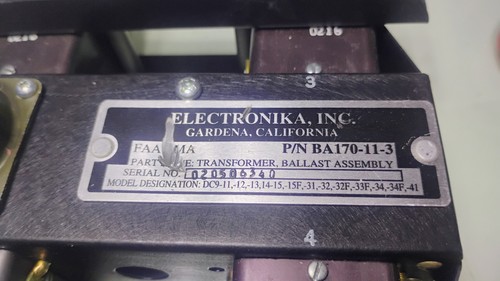 0216
3
ELECTRONIKA, INC.
GARDENA, CALIFORNIA
P/N BA170-11-3
TRANSFORMER, BALLAST ASSEMBLY
SERIAL NO.
MODEL DESIGNATION: DC9-11,-12,-13,14-15,-15F,-31,-32,-32F,-33F,-34,-34F,-41
4